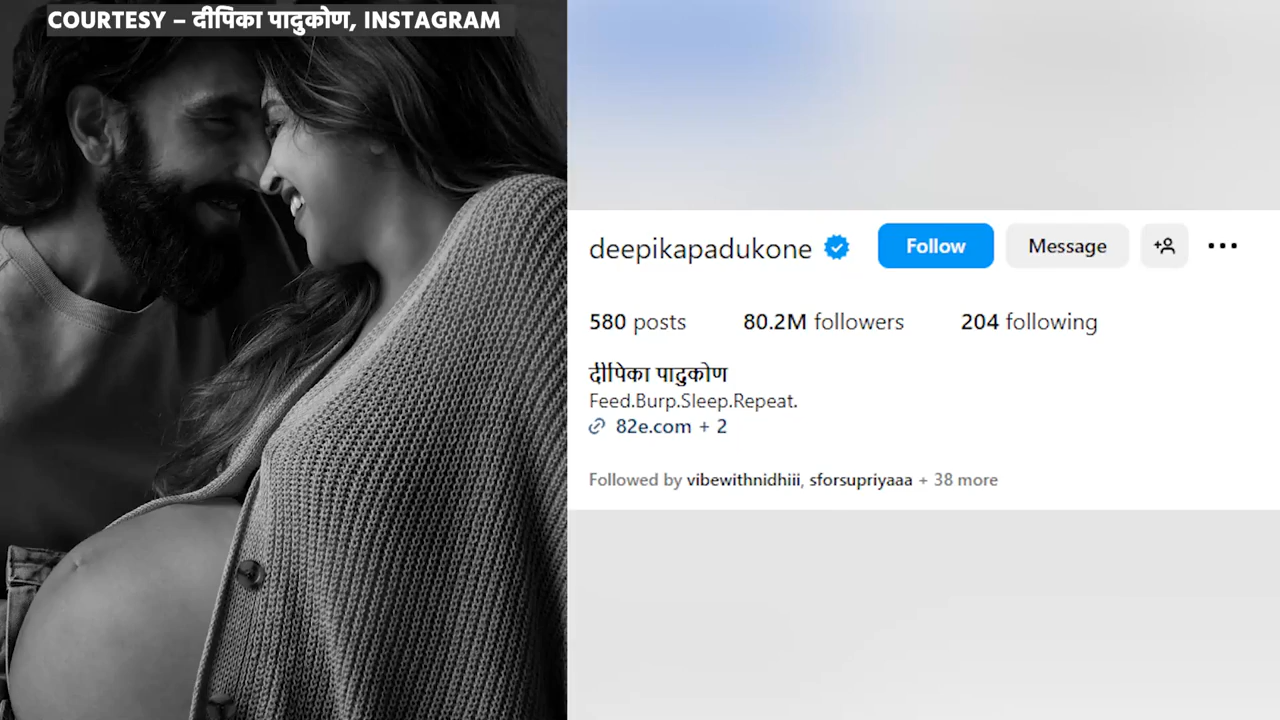 COURTESY – दीपिका पादुकोण, INSTAGRAM
deepikapadukone Follow Message
580 posts 80.2M followers 204 following
दीपिका पादुकोण
Feed.Burp.Sleep.Repeat.
82e.com + 2
Followed by vibewithnidhiii, sforsupriyaaa + 38 more